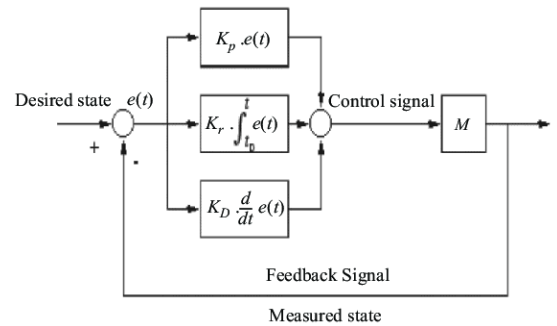 K_p .e(t)
Desired state e(t)
K_r .∫_{t_0}^{t} e(t)
Control signal
M
+
-
K_D .d/dt e(t)
Feedback Signal
Measured state